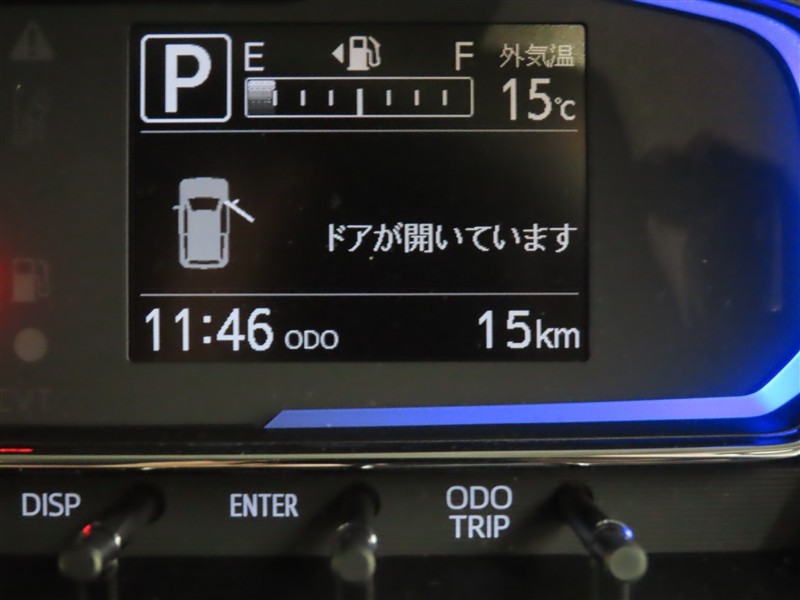 P E F 外気温
15℃
ドアが開いています
11:46 ODO 15km
CVT
DISP ENTER ODO
TRIP